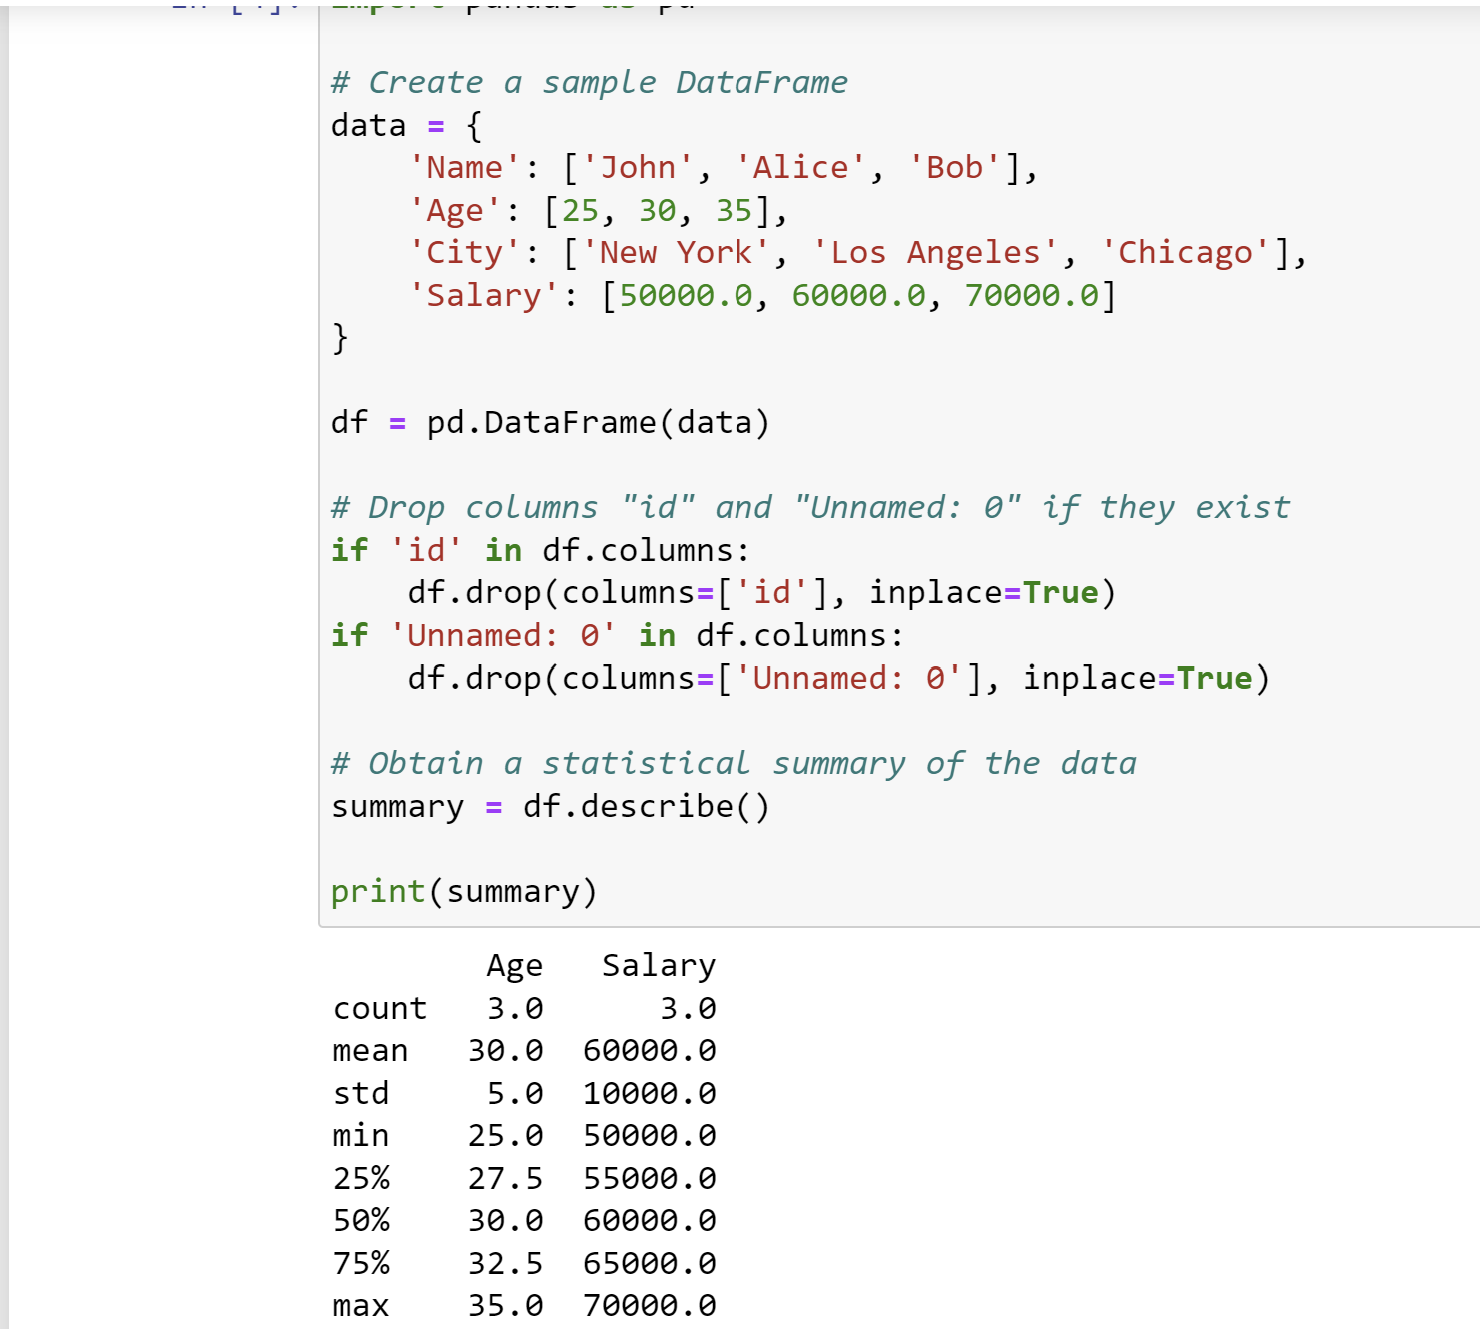 # Create a sample DataFrame
data = {
    'Name': ['John', 'Alice', 'Bob'],
    'Age': [25, 30, 35],
    'City': ['New York', 'Los Angeles', 'Chicago'],
    'Salary': [50000.0, 60000.0, 70000.0]
}
df = pd.DataFrame(data)
# Drop columns "id" and "Unnamed: 0" if they exist
if 'id' in df.columns:
    df.drop(columns=['id'], inplace=True)
if 'Unnamed: 0' in df.columns:
    df.drop(columns=['Unnamed: 0'], inplace=True)
# Obtain a statistical summary of the data
summary = df.describe()
print(summary)
        Age   Salary
count   3.0      3.0
mean   30.0  60000.0
std     5.0  10000.0
min    25.0  50000.0
25%    27.5  55000.0
50%    30.0  60000.0
75%    32.5  65000.0
max    35.0  70000.0